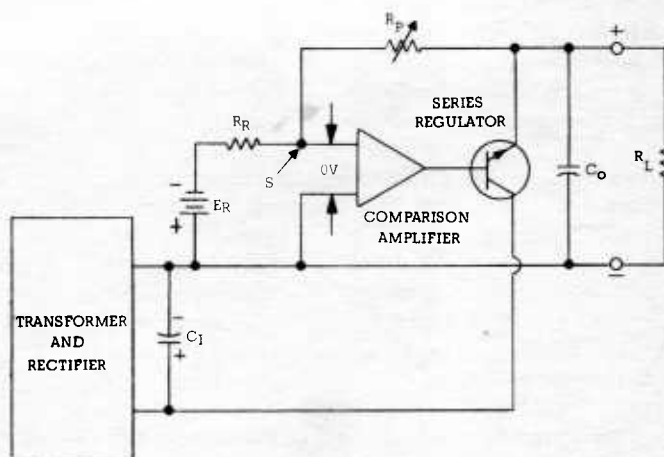 R_P
+
SERIES
REGULATOR
R_R
S
0V
C_O
R_L
-
E_R
+
COMPARISON
AMPLIFIER
-
TRANSFORMER
AND
RECTIFIER
-
C_I
+